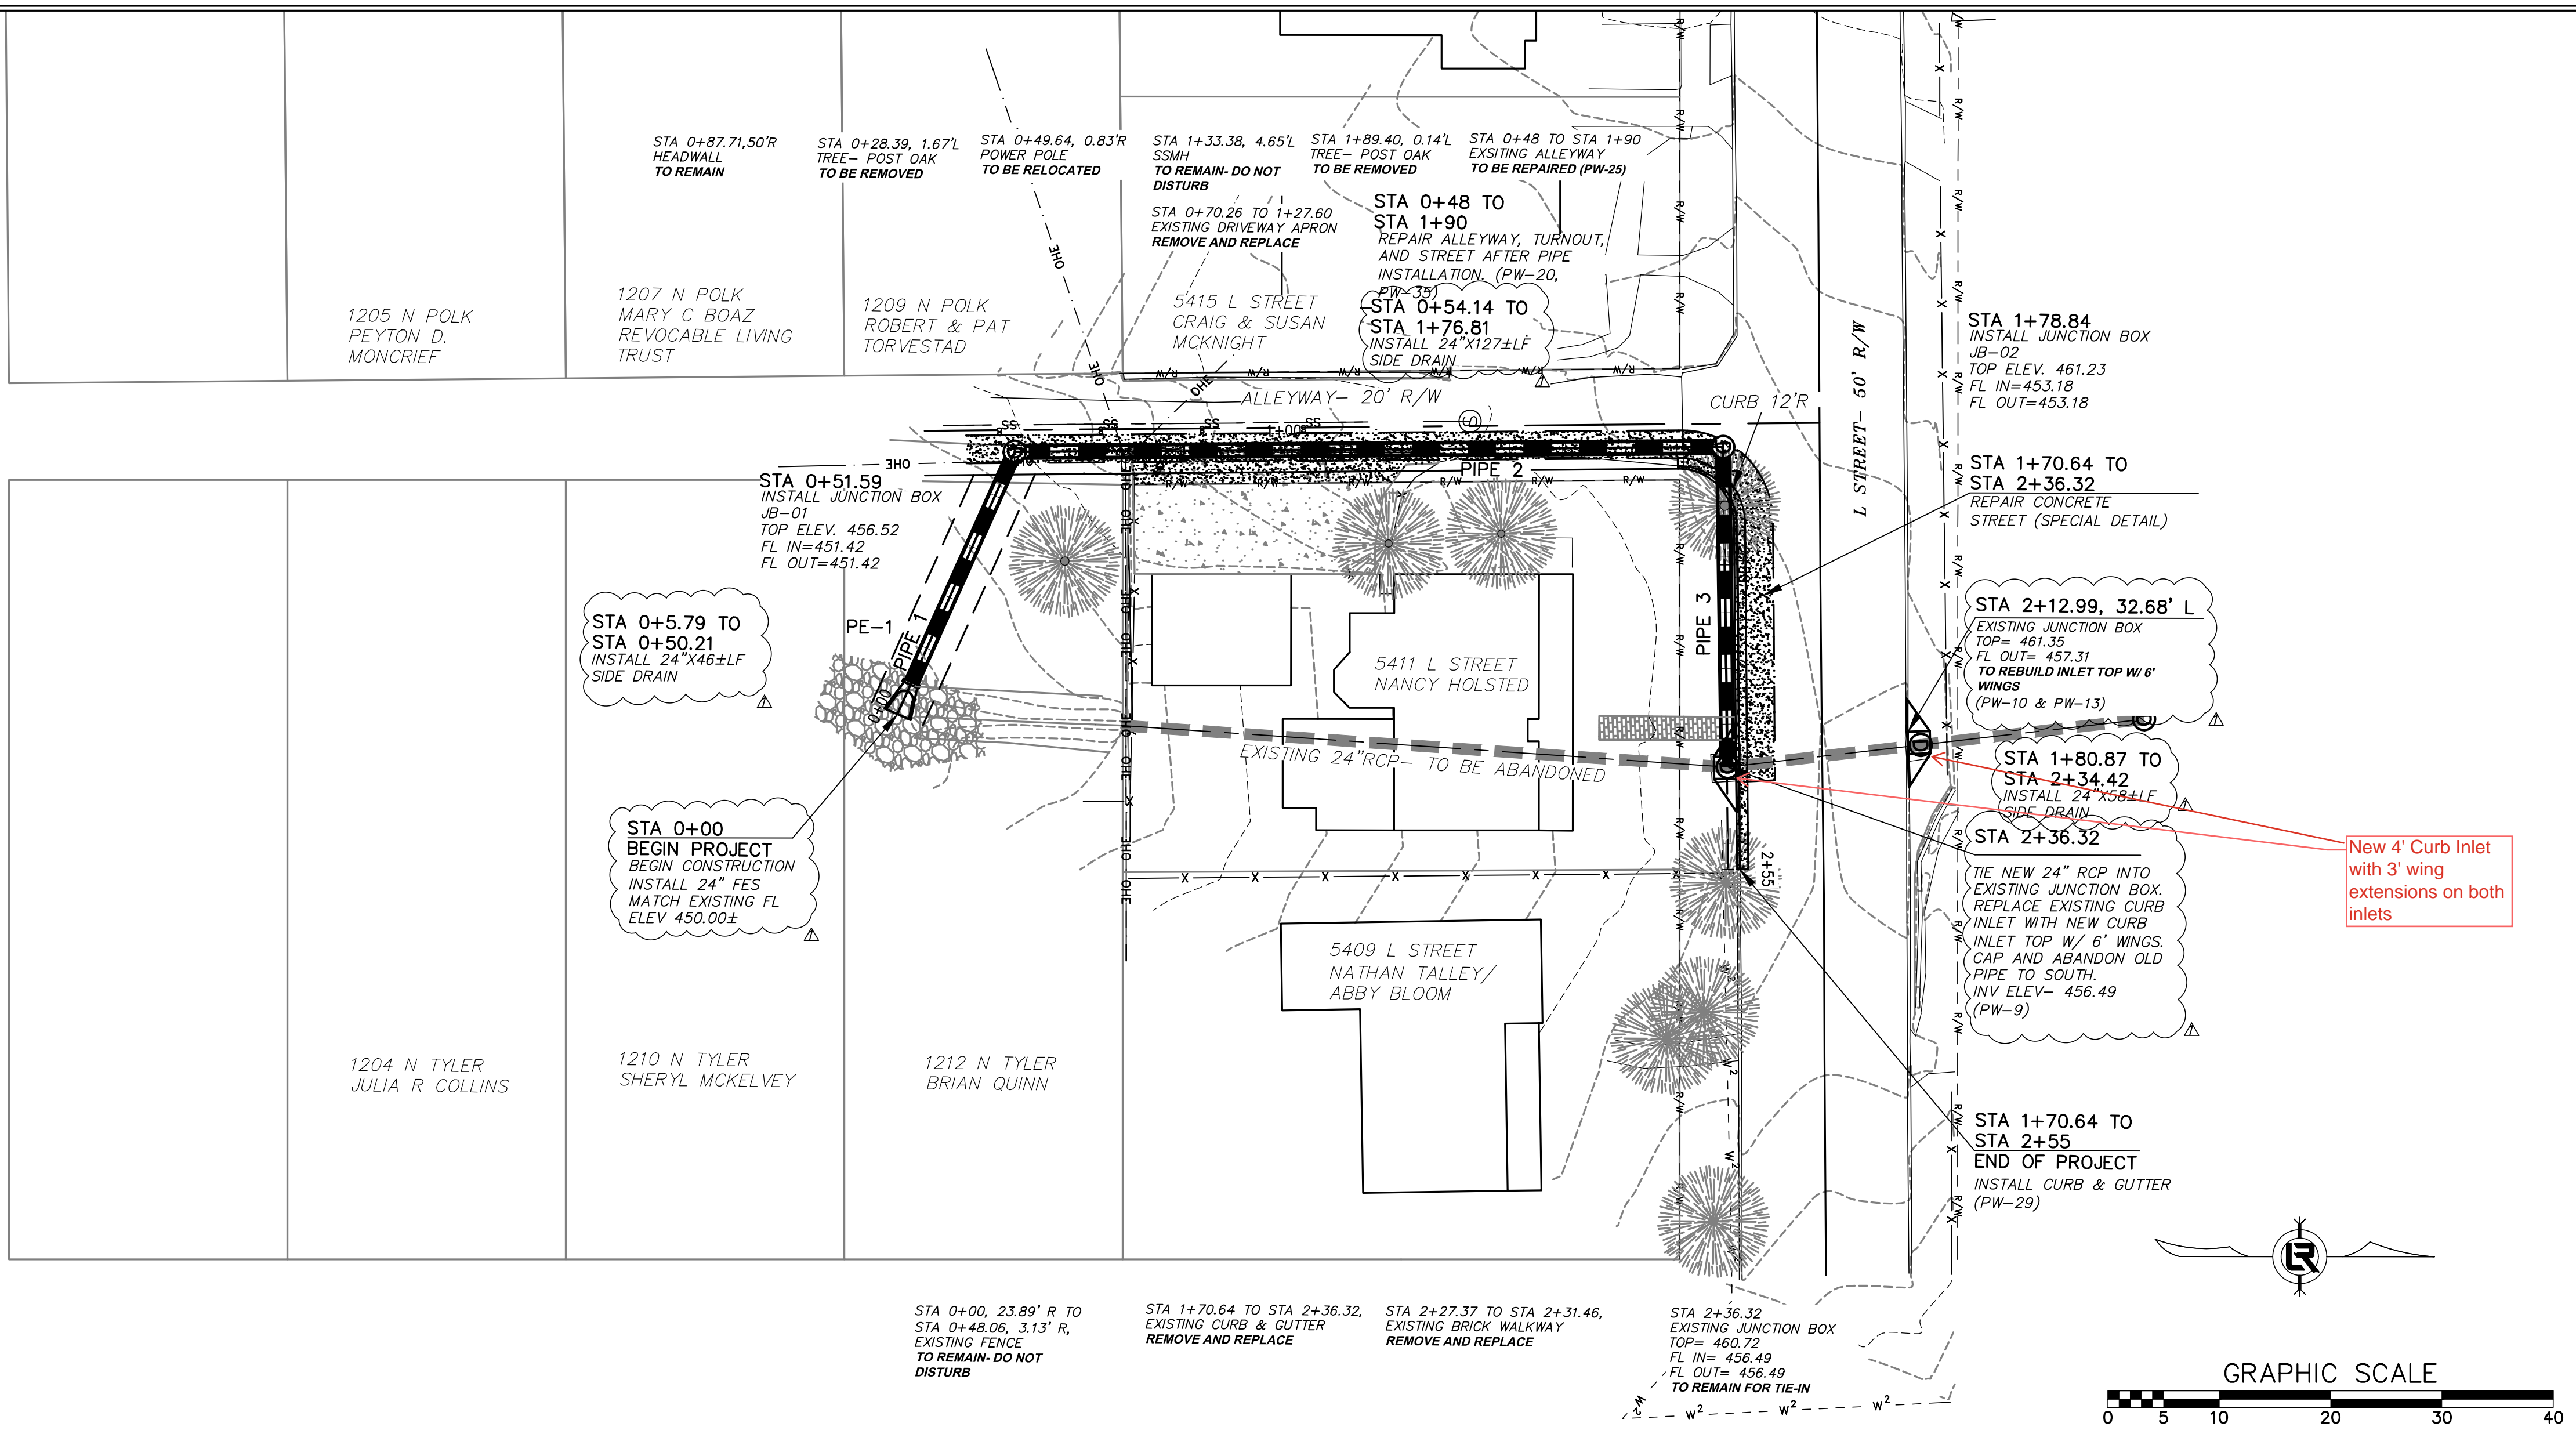 STA 0+87.71,50'R
HEADWALL
TO REMAIN
STA 0+28.39, 1.67'L
TREE– POST OAK
TO BE REMOVED
STA 0+49.64, 0.83'R
POWER POLE
TO BE RELOCATED
STA 1+33.38, 4.65'L
SSMH
TO REMAIN- DO NOT
DISTURB
STA 1+89.40, 0.14'L
TREE– POST OAK
TO BE REMOVED
STA 0+48 TO STA 1+90
EXSITING ALLEYWAY
TO BE REPAIRED (PW-25)
STA 0+70.26 TO 1+27.60
EXISTING DRIVEWAY APRON
REMOVE AND REPLACE
STA 0+48 TO
STA 1+90
REPAIR ALLEYWAY, TURNOUT,
AND STREET AFTER PIPE
INSTALLATION. (PW–20,
PW–35)
STA 0+54.14 TO
STA 1+76.81
INSTALL 24"X127±LF
SIDE DRAIN
1205 N POLK
PEYTON D.
MONCRIEF
1207 N POLK
MARY C BOAZ
REVOCABLE LIVING
TRUST
1209 N POLK
ROBERT & PAT
TORVESTAD
5415 L STREET
CRAIG & SUSAN
MCKNIGHT
L STREET– 50' R/W
STA 1+78.84
INSTALL JUNCTION BOX
JB–02
TOP ELEV. 461.23
FL IN=453.18
FL OUT=453.18
ALLEYWAY– 20' R/W
CURB 12'R
OHE
OHE
OHE
OHE
SS
SS
SS
SS
1+00
S
PIPE 2
R/W
R/W
R/W
R/W
R/W
R/W
STA 0+51.59
INSTALL JUNCTION BOX
JB–01
TOP ELEV. 456.52
FL IN=451.42
FL OUT=451.42
STA 1+70.64 TO
STA 2+36.32
REPAIR CONCRETE
STREET (SPECIAL DETAIL)
STA 0+5.79 TO
STA 0+50.21
INSTALL 24"X46±LF
SIDE DRAIN
PE–1
PIPE 1
0+00
PIPE 3
5411 L STREET
NANCY HOLSTED
STA 2+12.99, 32.68' L
EXISTING JUNCTION BOX
TOP= 461.35
FL OUT= 457.31
TO REBUILD INLET TOP W/ 6'
WINGS
(PW–10 & PW–13)
EXISTING 24"RCP– TO BE ABANDONED
STA 1+80.87 TO
STA 2+34.42
INSTALL 24"X58±LF
SIDE DRAIN
STA 0+00
BEGIN PROJECT
BEGIN CONSTRUCTION
INSTALL 24" FES
MATCH EXISTING FL
ELEV 450.00±
STA 2+36.32
TIE NEW 24" RCP INTO
EXISTING JUNCTION BOX.
REPLACE EXISTING CURB
INLET WITH NEW CURB
INLET TOP W/ 6' WINGS.
CAP AND ABANDON OLD
PIPE TO SOUTH.
INV ELEV– 456.49
(PW–9)
New 4' Curb Inlet
with 3' wing
extensions on both
inlets
2+55
5409 L STREET
NATHAN TALLEY/
ABBY BLOOM
1204 N TYLER
JULIA R COLLINS
1210 N TYLER
SHERYL MCKELVEY
1212 N TYLER
BRIAN QUINN
STA 1+70.64 TO
STA 2+55
END OF PROJECT
INSTALL CURB & GUTTER
(PW–29)
STA 0+00, 23.89' R TO
STA 0+48.06, 3.13' R,
EXISTING FENCE
TO REMAIN- DO NOT
DISTURB
STA 1+70.64 TO STA 2+36.32,
EXISTING CURB & GUTTER
REMOVE AND REPLACE
STA 2+27.37 TO STA 2+31.46,
EXISTING BRICK WALKWAY
REMOVE AND REPLACE
STA 2+36.32
EXISTING JUNCTION BOX
TOP= 460.72
FL IN= 456.49
FL OUT= 456.49
TO REMAIN FOR TIE-IN
W2
W2
W2
W2
LR
GRAPHIC SCALE
0 5 10 20 30 40